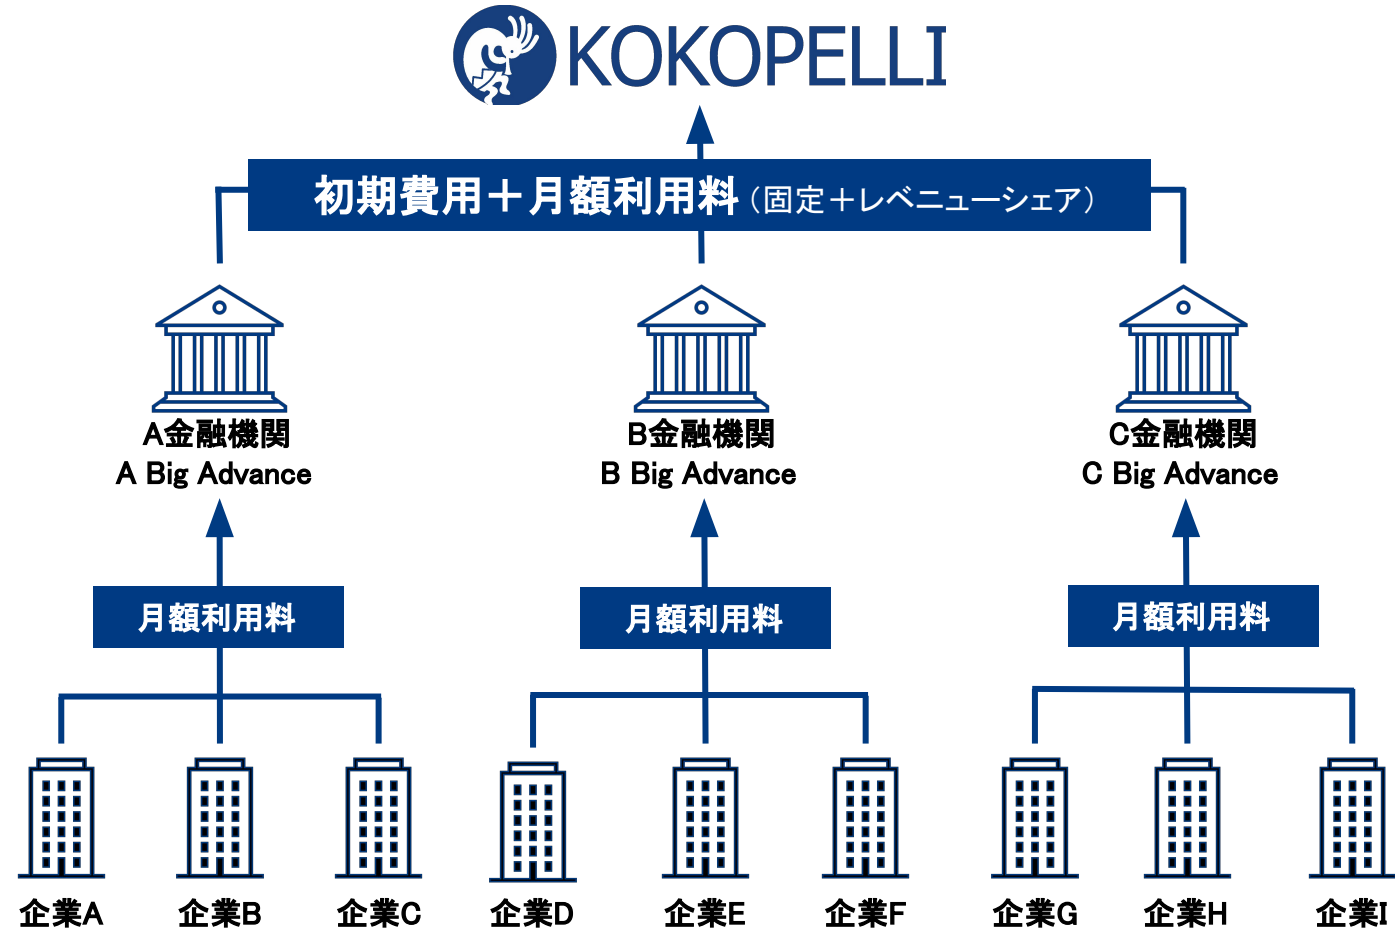 KOKOPELLI
初期費用＋月額利用料（固定＋レベニューシェア）
A金融機関
A Big Advance
B金融機関
B Big Advance
C金融機関
C Big Advance
月額利用料
月額利用料
月額利用料
企業A
企業B
企業C
企業D
企業E
企業F
企業G
企業H
企業I